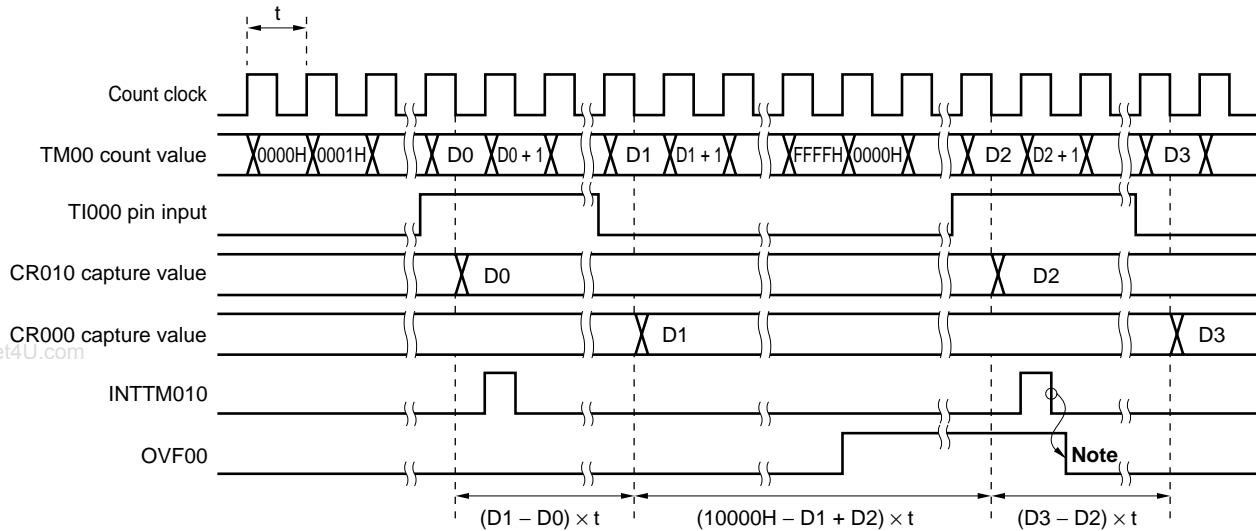 t
Count clock
TM00 count value 0000H 0001H D0 D0 + 1 D1 D1 + 1 FFFFH 0000H D2 D2 + 1 D3
TI000 pin input
CR010 capture value D0 D2
CR000 capture value D1 D3
et4U.com
INTTM010
OVF00 Note
(D1 − D0) × t (10000H − D1 + D2) × t (D3 − D2) × t